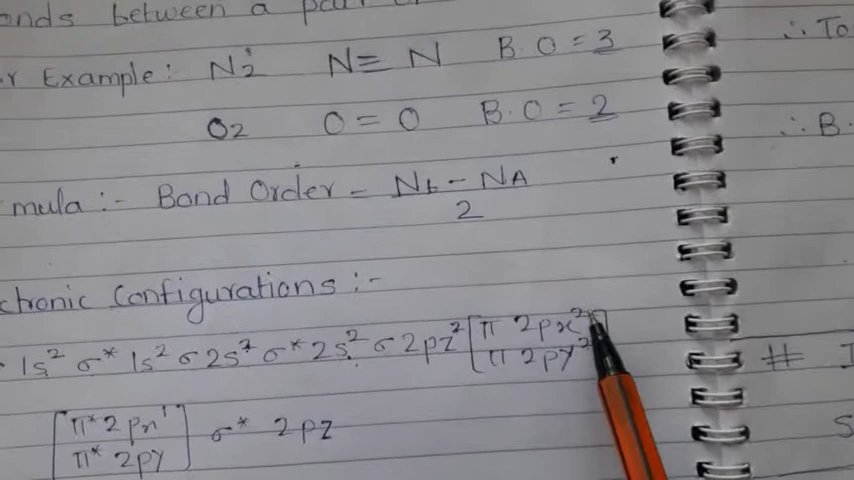 onds between a pair
r Example: N2 N≡N B.O = 3
O2 O=O B.O = 2
mula:- Bond Order = Nb - NA
2
ctronic Configurations :-
1s² σ* 1s² σ 2s² σ* 2s² σ 2pz² [π 2px²
π 2py²
[π* 2px¹] σ* 2pz
π* 2py
∴ To
∴ B.
# I
S